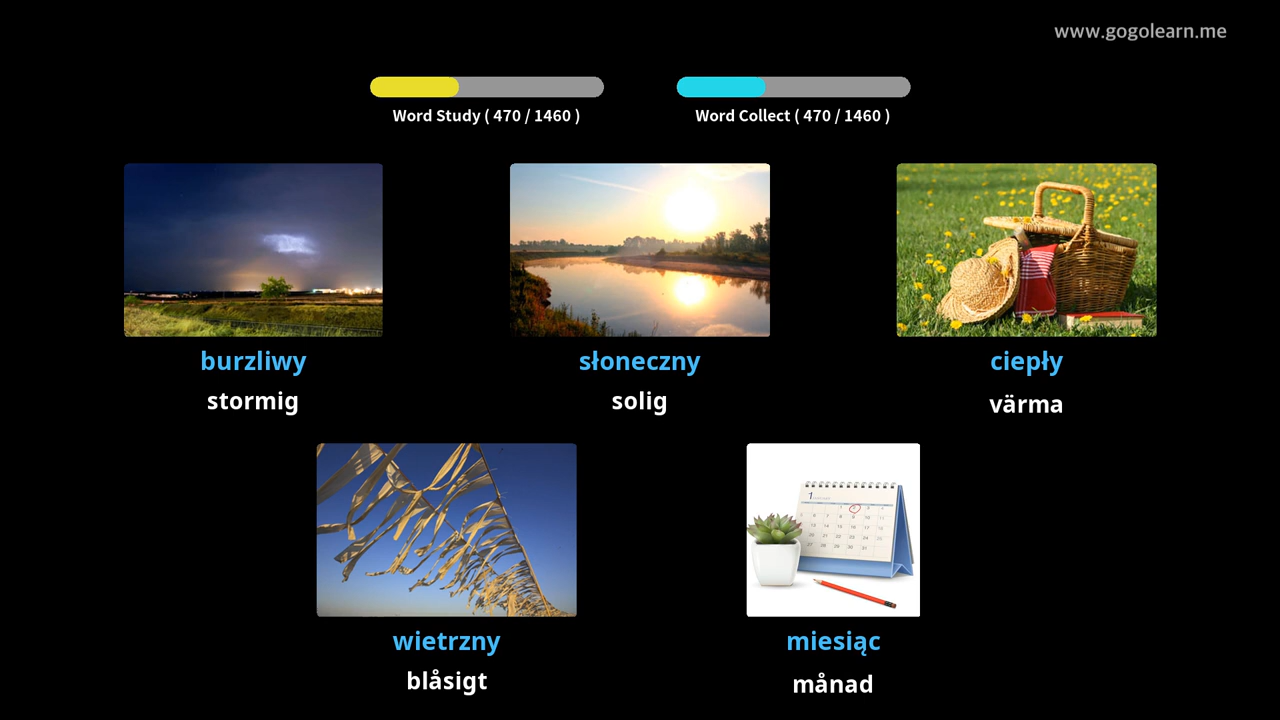 www.gogolearn.me
Word Study ( 470 / 1460 )
Word Collect ( 470 / 1460 )
burzliwy
stormig
słoneczny
solig
ciepły
värma
wietrzny
blåsigt
miesiąc
månad